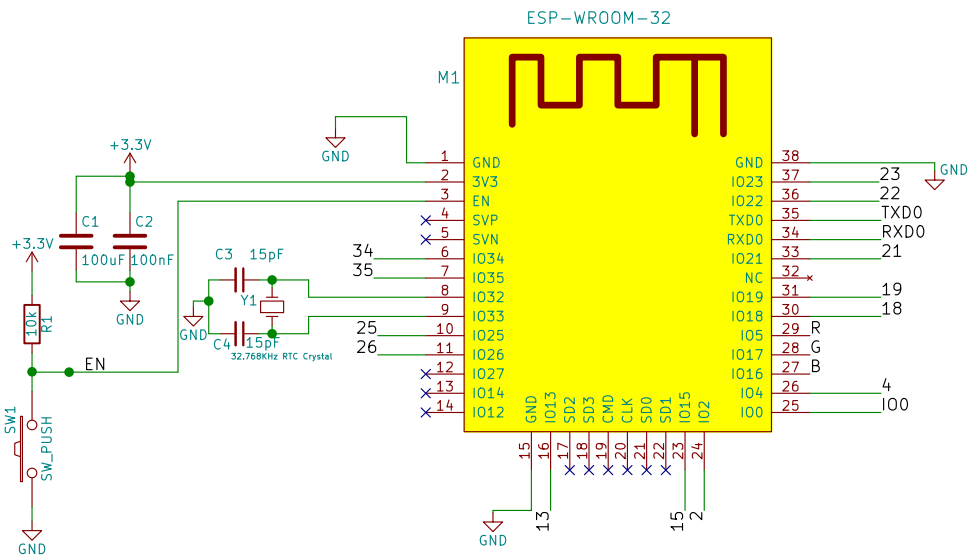 ESP-WROOM-32
M1
+3.3V
GND
C1
C2
100uF
100nF
GND
+3.3V
10k
R1
EN
SW1
SW_PUSH
GND
C3
15pF
Y1
GND
C4
15pF
32.768KHz RTC Crystal
34
35
25
26
1 GND
2 3V3
3 EN
4 SVP
5 SVN
6 IO34
7 IO35
8 IO32
9 IO33
10 IO25
11 IO26
12 IO27
13 IO14
14 IO12
GND 38
IO23 37 23
IO22 36 22
TXD0 35 TXD0
RXD0 34 RXD0
IO21 33 21
NC 32
IO19 31 19
IO18 30 18
IO5 29 R
IO17 28 G
IO16 27 B
IO4 26 4
IO0 25 IO0
GND
GND 15
IO13 16
SD2 17
SD3 18
CMD 19
CLK 20
SD0 21
SD1 22
IO15 23
IO2 24
13
15
2
GND